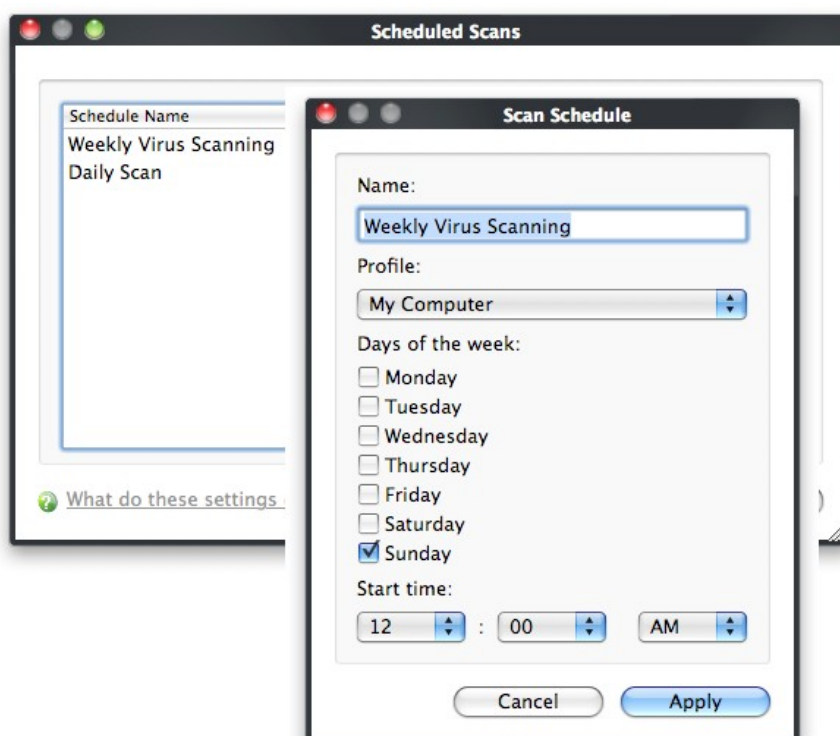 Scheduled Scans
Schedule Name
Weekly Virus Scanning
Daily Scan
What do these settings
Scan Schedule
Name:
Weekly Virus Scanning
Profile:
My Computer
Days of the week:
Monday
Tuesday
Wednesday
Thursday
Friday
Saturday
Sunday
Start time:
12 : 00 AM
Cancel Apply